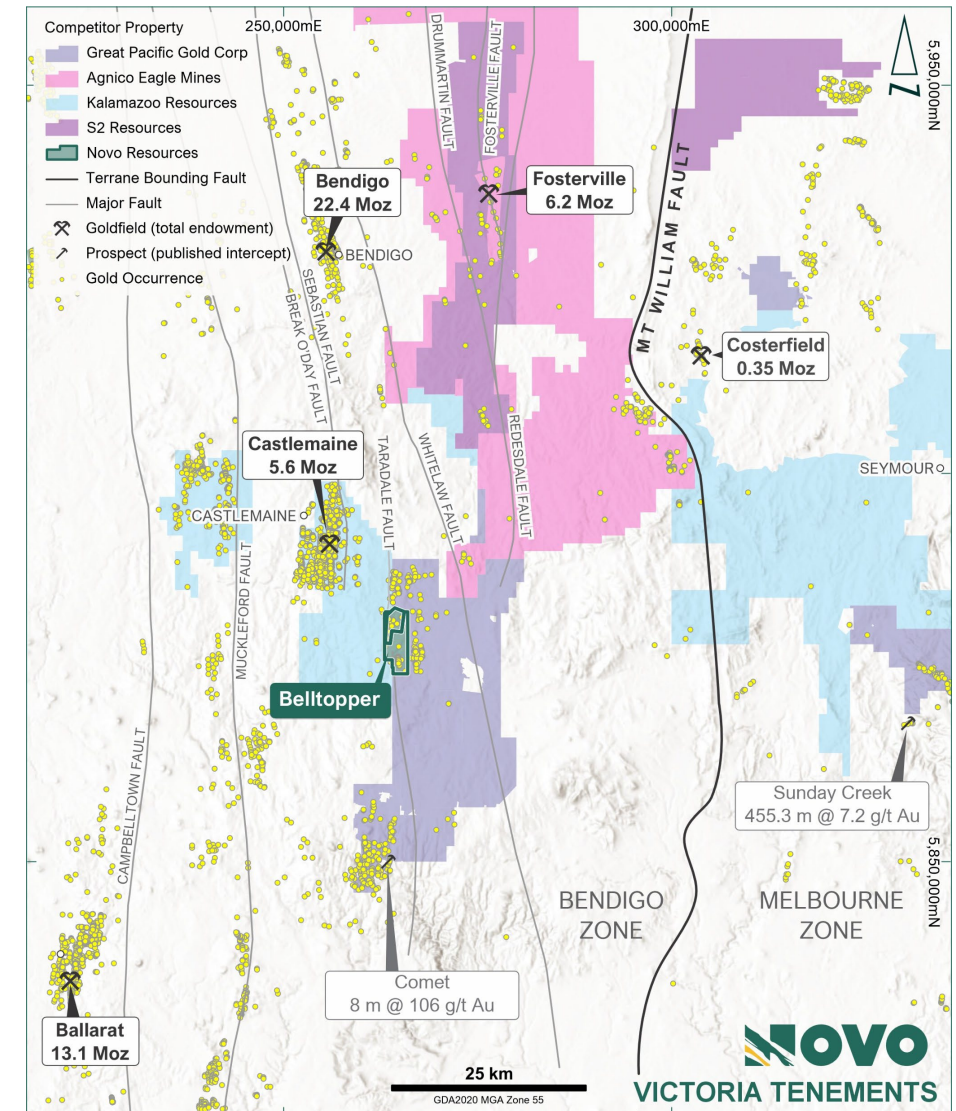 Competitor Property
Great Pacific Gold Corp
Agnico Eagle Mines
Kalamazoo Resources
S2 Resources
Novo Resources
Terrane Bounding Fault
Major Fault
Goldfield (total endowment)
Prospect (published intercept)
Gold Occurrence
250,000mE
300,000mE
5,950,000mN
Z
DRUMMARTIN FAULT
FOSTERVILLE FAULT
Bendigo
22.4 Moz
BENDIGO
Fosterville
6.2 Moz
MT WILLIAM FAULT
SEBASTIAN FAULT
BREAK O'DAY FAULT
Costerfield
0.35 Moz
Castlemaine
5.6 Moz
CASTLEMAINE
TARADALE FAULT
WHITELAW FAULT
REDESDALE FAULT
SEYMOUR
MUCKLEFORD FAULT
Belltopper
CAMPBELLTOWN FAULT
Sunday Creek
455.3 m @ 7.2 g/t Au
5,850,000mN
BENDIGO
ZONE
MELBOURNE
ZONE
Comet
8 m @ 106 g/t Au
Ballarat
13.1 Moz
25 km
GDA2020 MGA Zone 55
NOVO
VICTORIA TENEMENTS